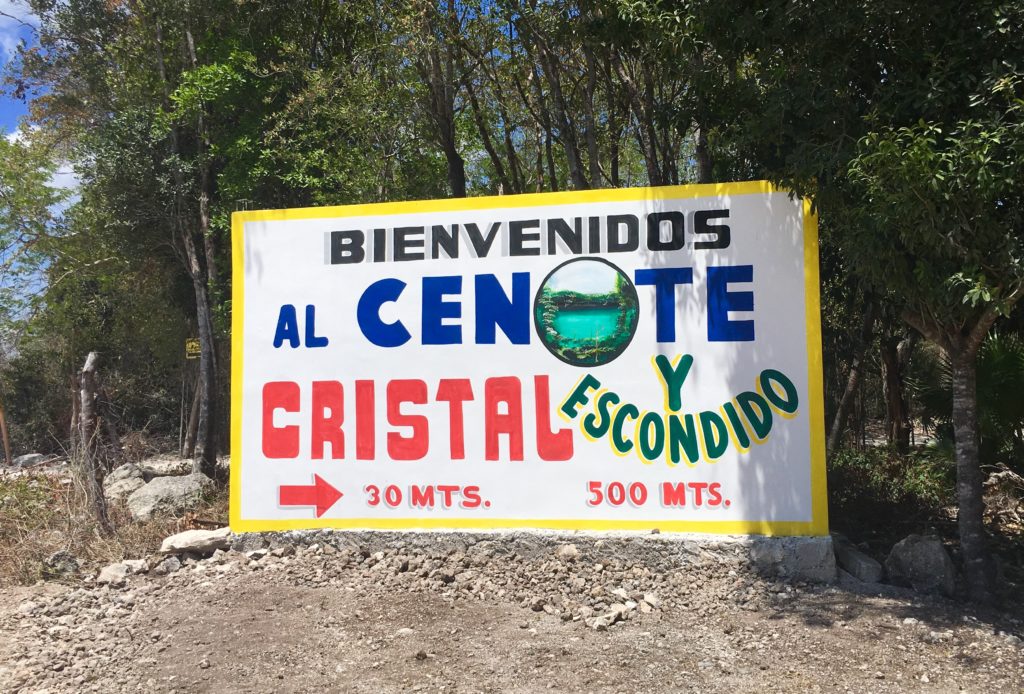 BIENVENIDOS
AL CENOTE
CRISTAL Y ESCONDIDO
30 MTS. 500 MTS.